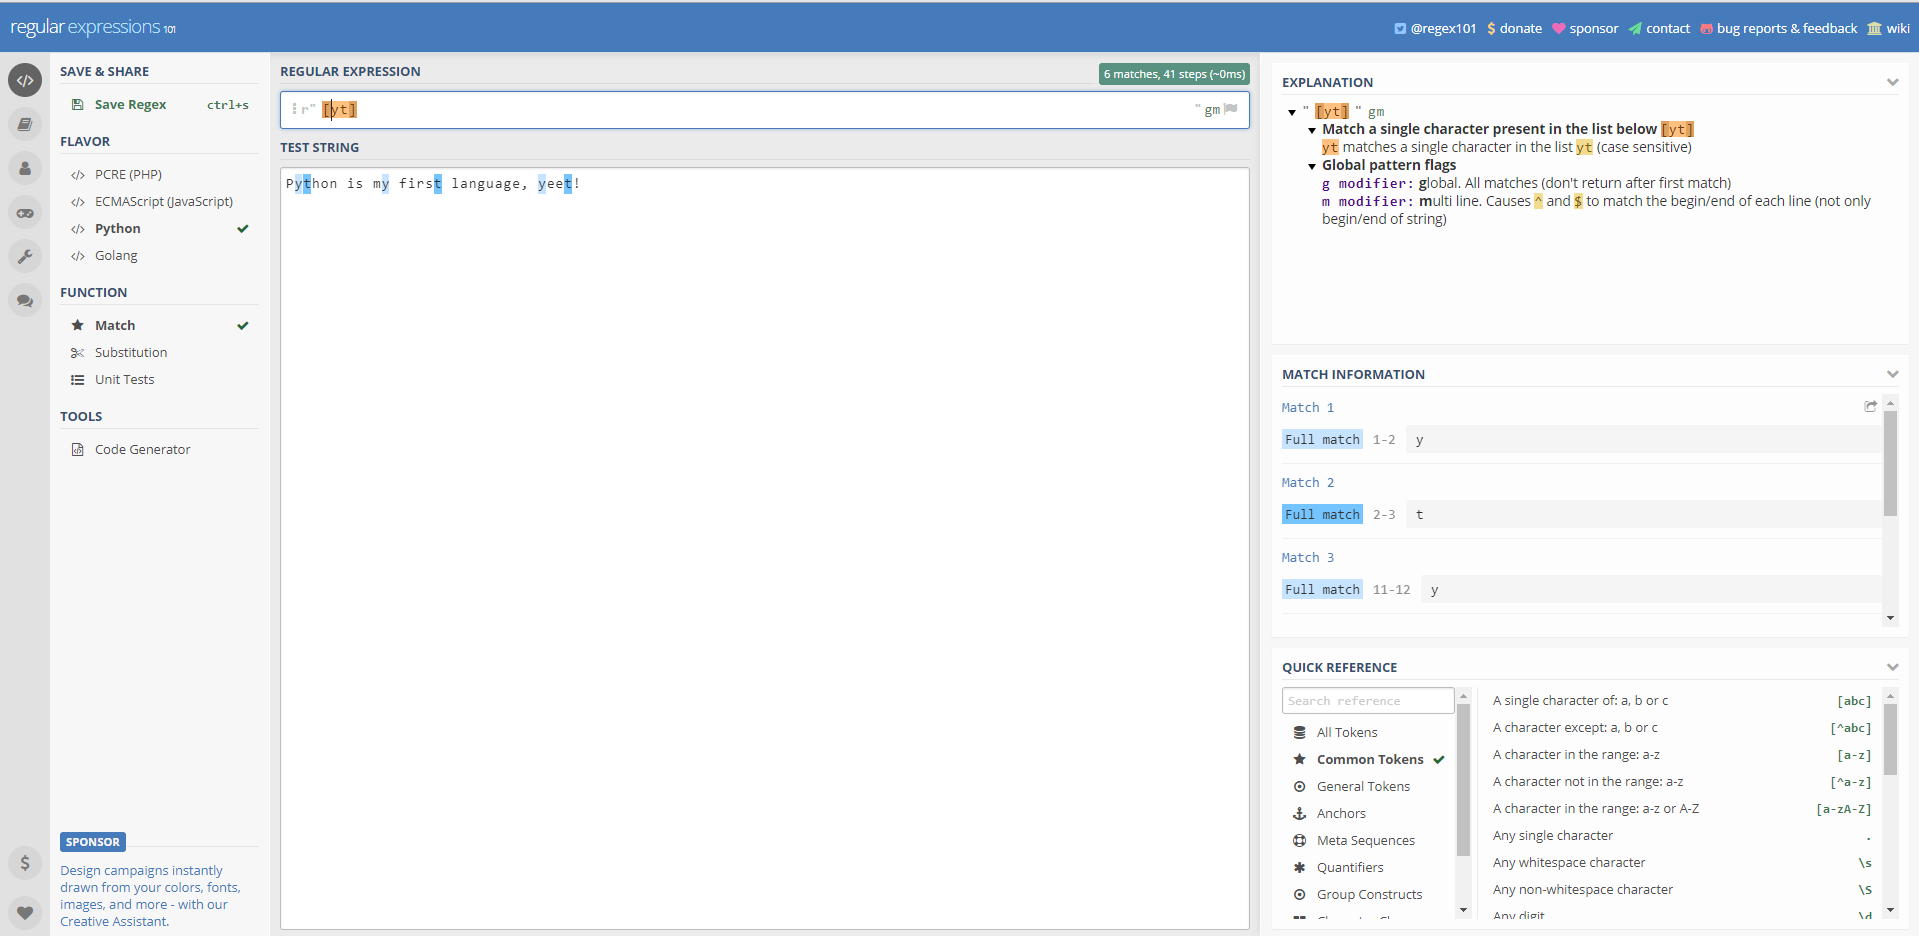 regular expressions 101
@regex101 $ donate sponsor contact bug reports & feedback wiki
SAVE & SHARE
Save Regex ctrl+s
FLAVOR
</> PCRE (PHP)
</> ECMAScript (JavaScript)
</> Python
</> Golang
FUNCTION
Match
Substitution
Unit Tests
TOOLS
Code Generator
SPONSOR
Design campaigns instantly
drawn from your colors, fonts,
images, and more - with our
Creative Assistant.
REGULAR EXPRESSION
6 matches, 41 steps (~0ms)
r" [yt] " gm
TEST STRING
Python is my first language, yeet!
EXPLANATION
" [yt] " gm
Match a single character present in the list below [yt]
yt matches a single character in the list yt (case sensitive)
Global pattern flags
g modifier: global. All matches (don't return after first match)
m modifier: multi line. Causes ^ and $ to match the begin/end of each line (not only
begin/end of string)
MATCH INFORMATION
Match 1
Full match 1-2 y
Match 2
Full match 2-3 t
Match 3
Full match 11-12 y
QUICK REFERENCE
Search reference
All Tokens
Common Tokens
General Tokens
Anchors
Meta Sequences
Quantifiers
Group Constructs
A single character of: a, b or c [abc]
A character except: a, b or c [^abc]
A character in the range: a-z [a-z]
A character not in the range: a-z [^a-z]
A character in the range: a-z or A-Z [a-zA-Z]
Any single character .
Any whitespace character \s
Any non-whitespace character \S
Any digit \d